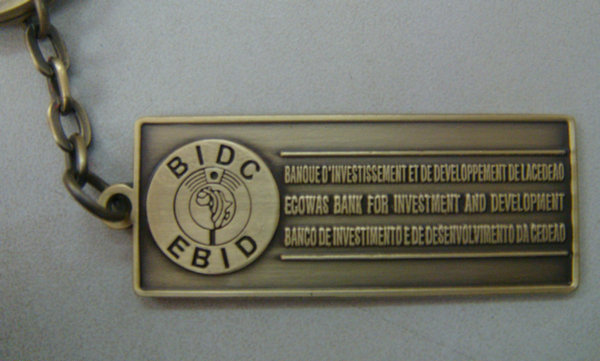 BIDC
EBID
BANQUE D'INVESTISSEMENT ET DE DEVELOPPEMENT DE LACEDEAO
ECOWAS BANK FOR INVESTMENT AND DEVELOPMENT
BANCO DE INVESTIMENTO E DE DESENVOLVIMENTO DA CEDEAO